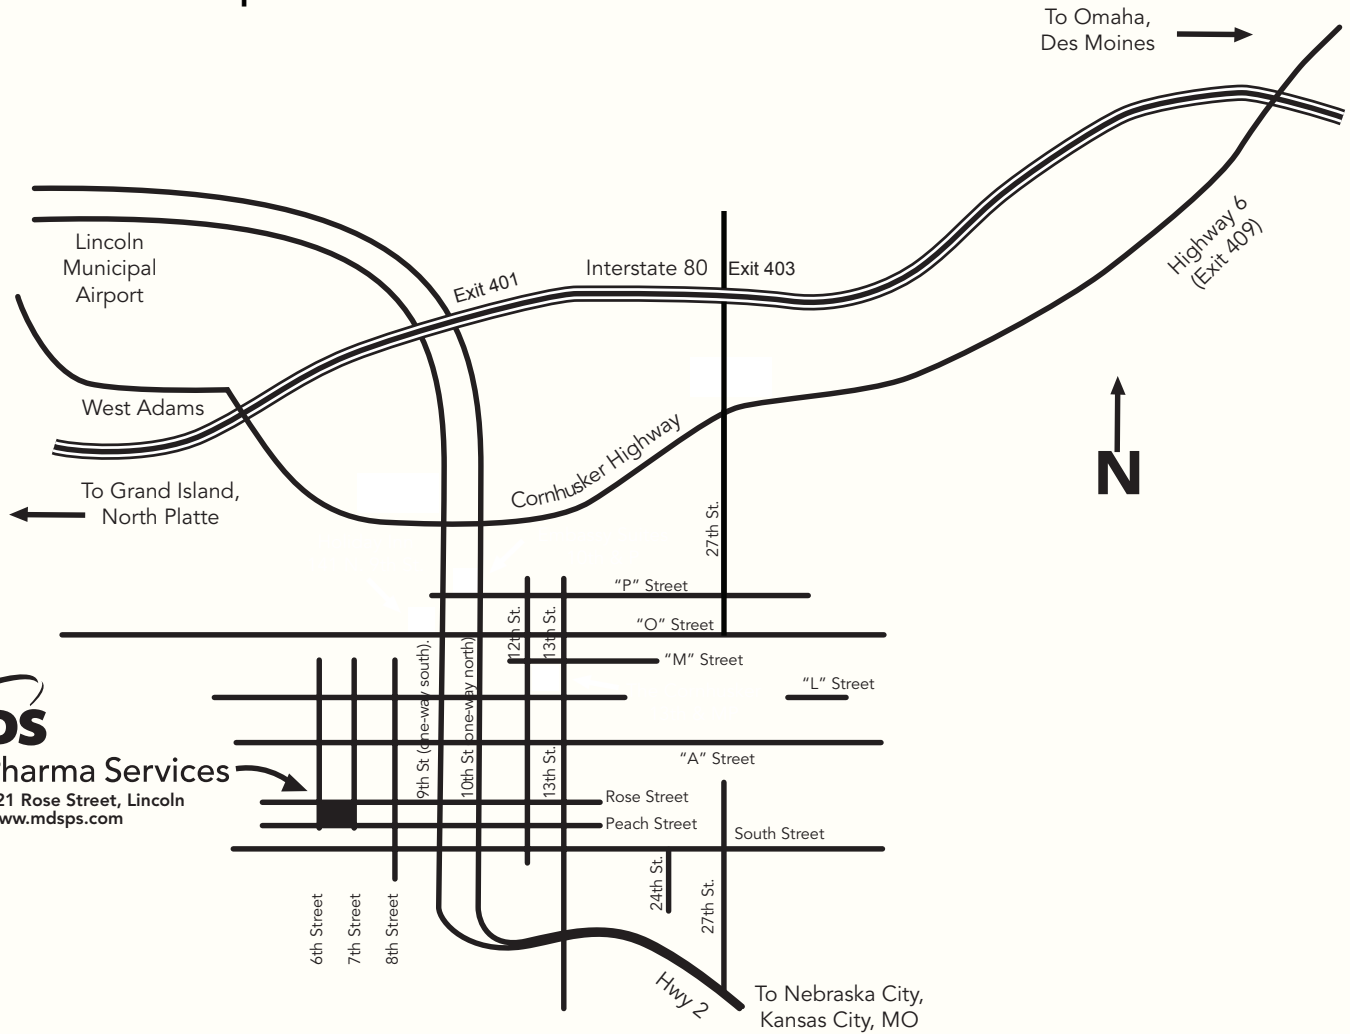 To Omaha,
Des Moines
Lincoln
Municipal
Airport
Exit 401
Interstate 80
Exit 403
Highway 6
(Exit 409)
West Adams
To Grand Island,
North Platte
Cornhusker Highway
N
27th St.
"P" Street
"O" Street
12th St.
13th St.
"M" Street
"L" Street
9th St (one-way south).
10th St (one-way north)
"A" Street
13th St.
harma Services
21 Rose Street, Lincoln
ww.mdsps.com
Rose Street
Peach Street
South Street
24th St.
27th St.
6th Street
7th Street
8th Street
Hwy 2
To Nebraska City,
Kansas City, MO